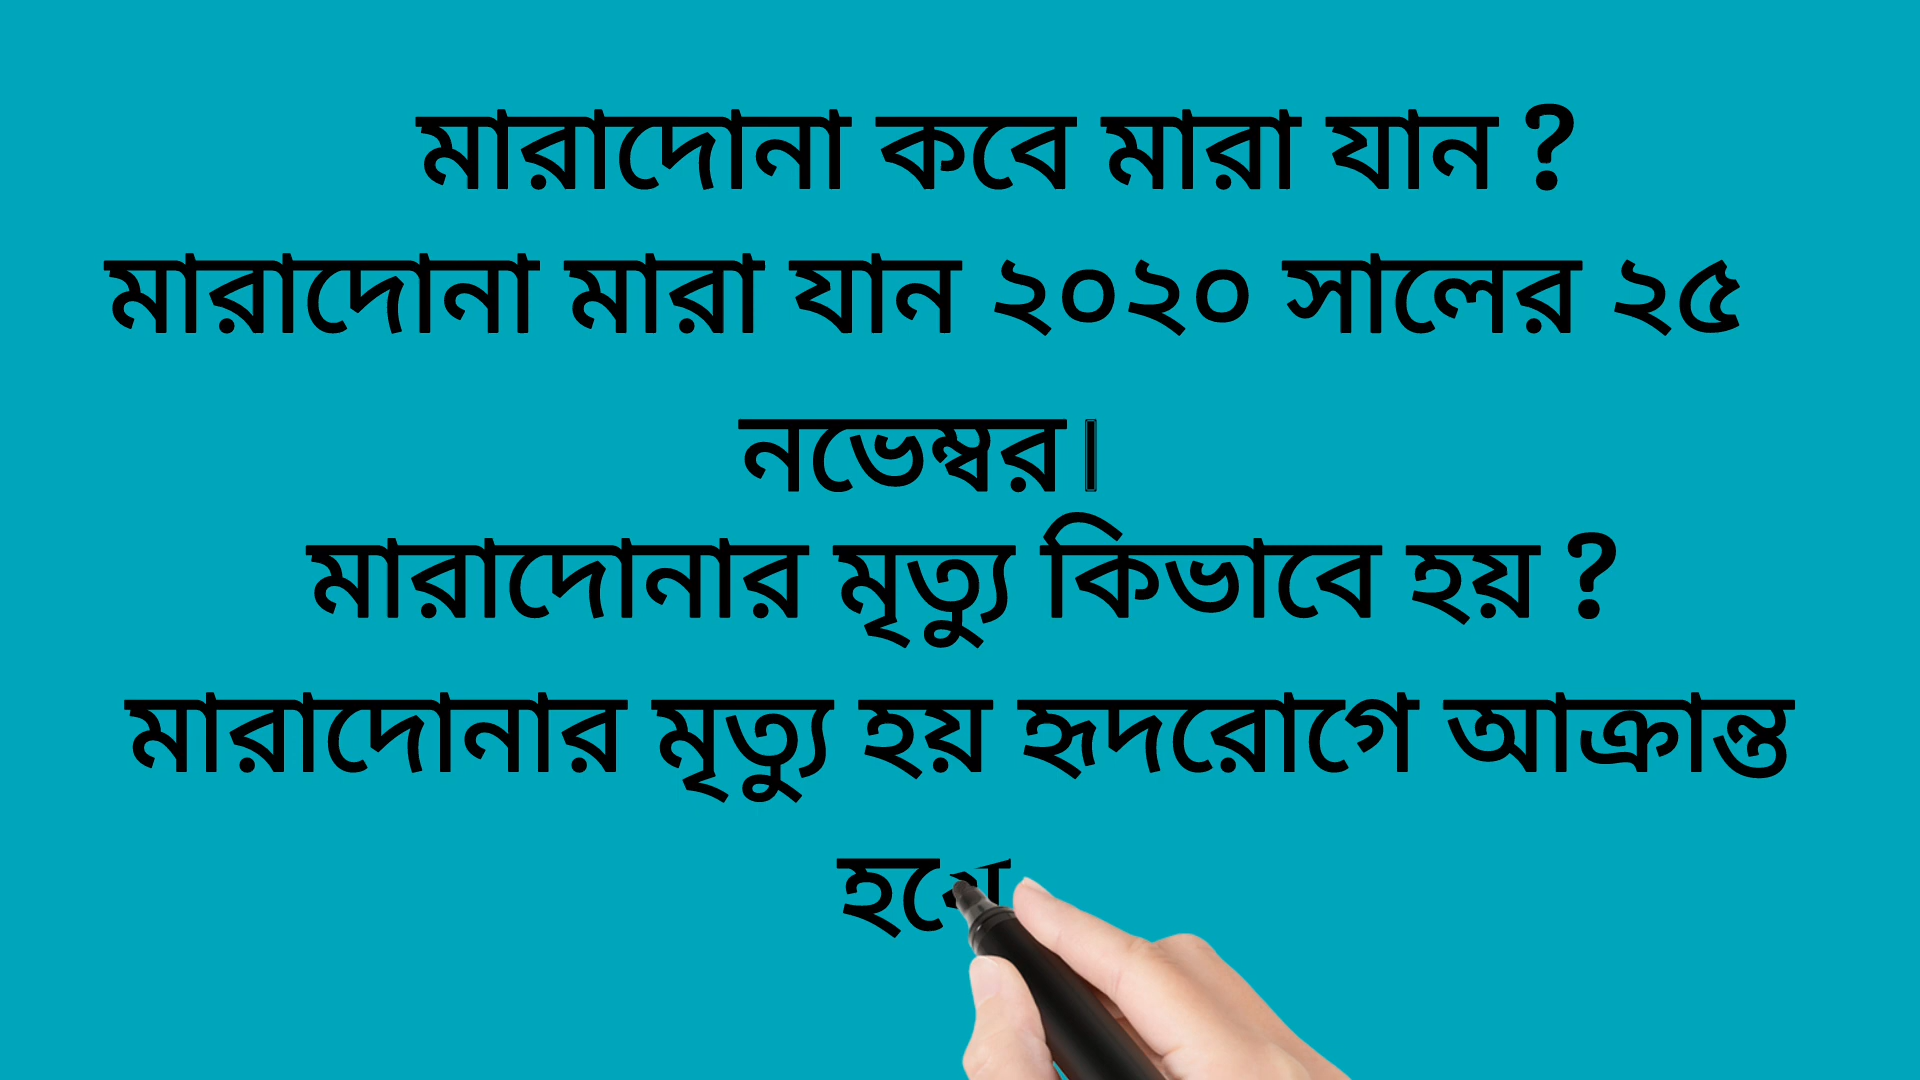 মারাদোনা কবে মারা যান ?
মারাদোনা মারা যান ২০২০ সালের ২৫
নভেম্বর।
মারাদোনার মৃত্যু কিভাবে হয় ?
মারাদোনার মৃত্যু হয় হৃদরোগে আক্রান্ত